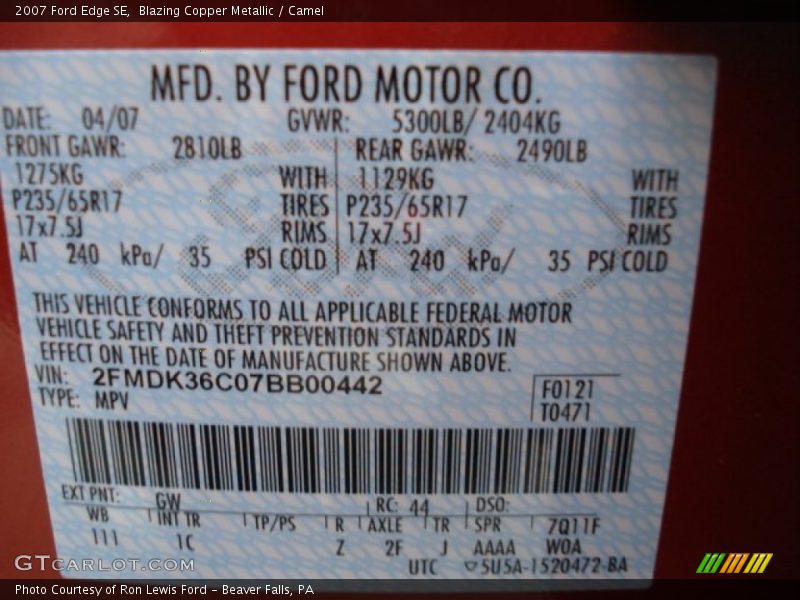 2007 Ford Edge SE,  Blazing Copper Metallic / Camel
MFD. BY FORD MOTOR CO.
DATE: 04/07 GVWR: 5300LB/ 2404KG
FRONT GAWR: 2810LB REAR GAWR: 2490LB
1275KG WITH 1129KG WITH
P235/65R17 TIRES P235/65R17 TIRES
17x7.5J RIMS 17x7.5J RIMS
AT 240 kPa/ 35 PSI COLD AT 240 kPa/ 35 PSI COLD
THIS VEHICLE CONFORMS TO ALL APPLICABLE FEDERAL MOTOR
VEHICLE SAFETY AND THEFT PREVENTION STANDARDS IN
EFFECT ON THE DATE OF MANUFACTURE SHOWN ABOVE.
VIN: 2FMDK36C07BB00442
TYPE: MPV
F0121
T0471
EXT PNT: GW RC: 44 DSO:
WB INT TR TP/PS R AXLE TR SPR 7Q11F
111 1C Z 2F J AAAA WOA
UTC 5U5A-1520472-BA
GTCARLOT.COM
Photo Courtesy of Ron Lewis Ford - Beaver Falls, PA